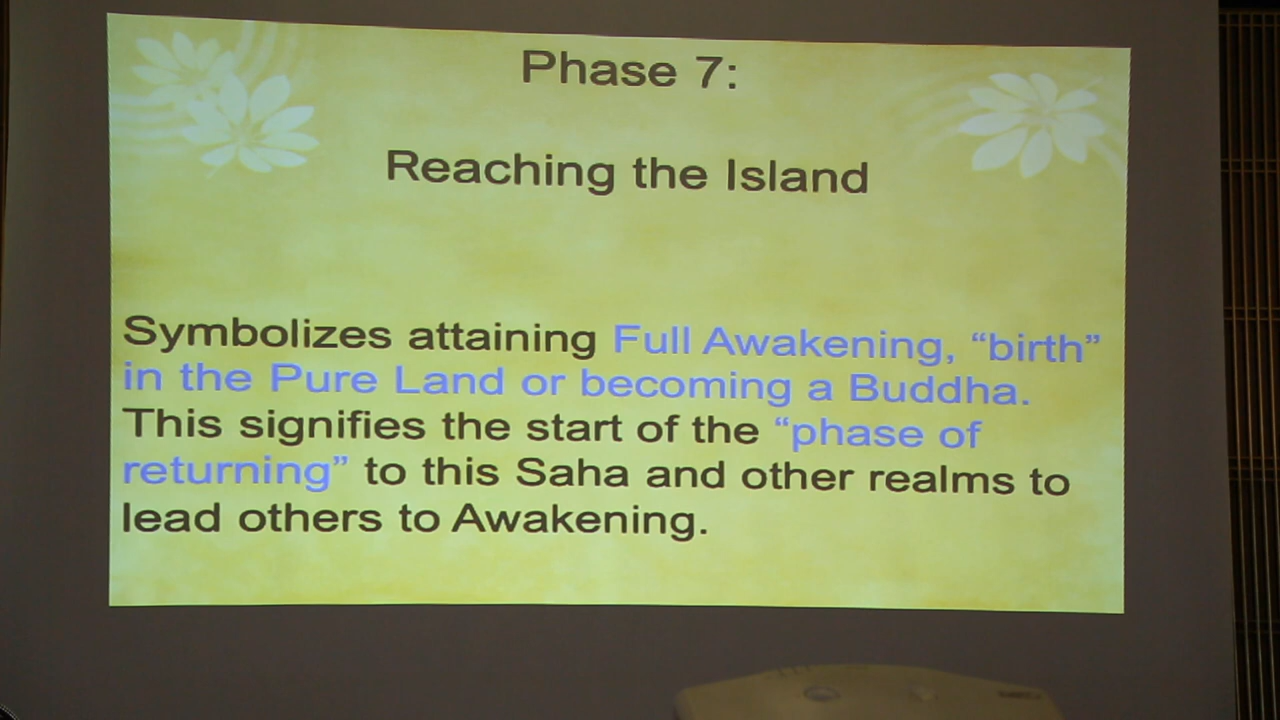 Phase 7:
Reaching the Island
Symbolizes attaining Full Awakening, “birth”
in the Pure Land or becoming a Buddha.
This signifies the start of the “phase of
returning” to this Saha and other realms to
lead others to Awakening.